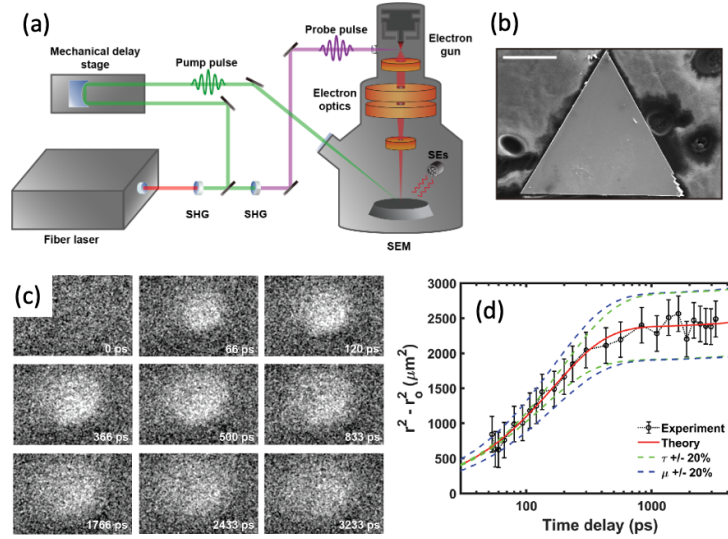 (a)
Mechanical delay
stage
Pump pulse
Probe pulse
Electron
gun
Electron
optics
SEs
SHG
SHG
Fiber laser
SEM
(b)
(c)
0 ps
66 ps
120 ps
366 ps
500 ps
833 ps
1766 ps
2433 ps
3233 ps
(d)
r² - r₀² (μm²)
3000
2500
2000
1500
1000
500
0
100
1000
Time delay (ps)
Experiment
Theory
τ +/- 20%
μ +/- 20%